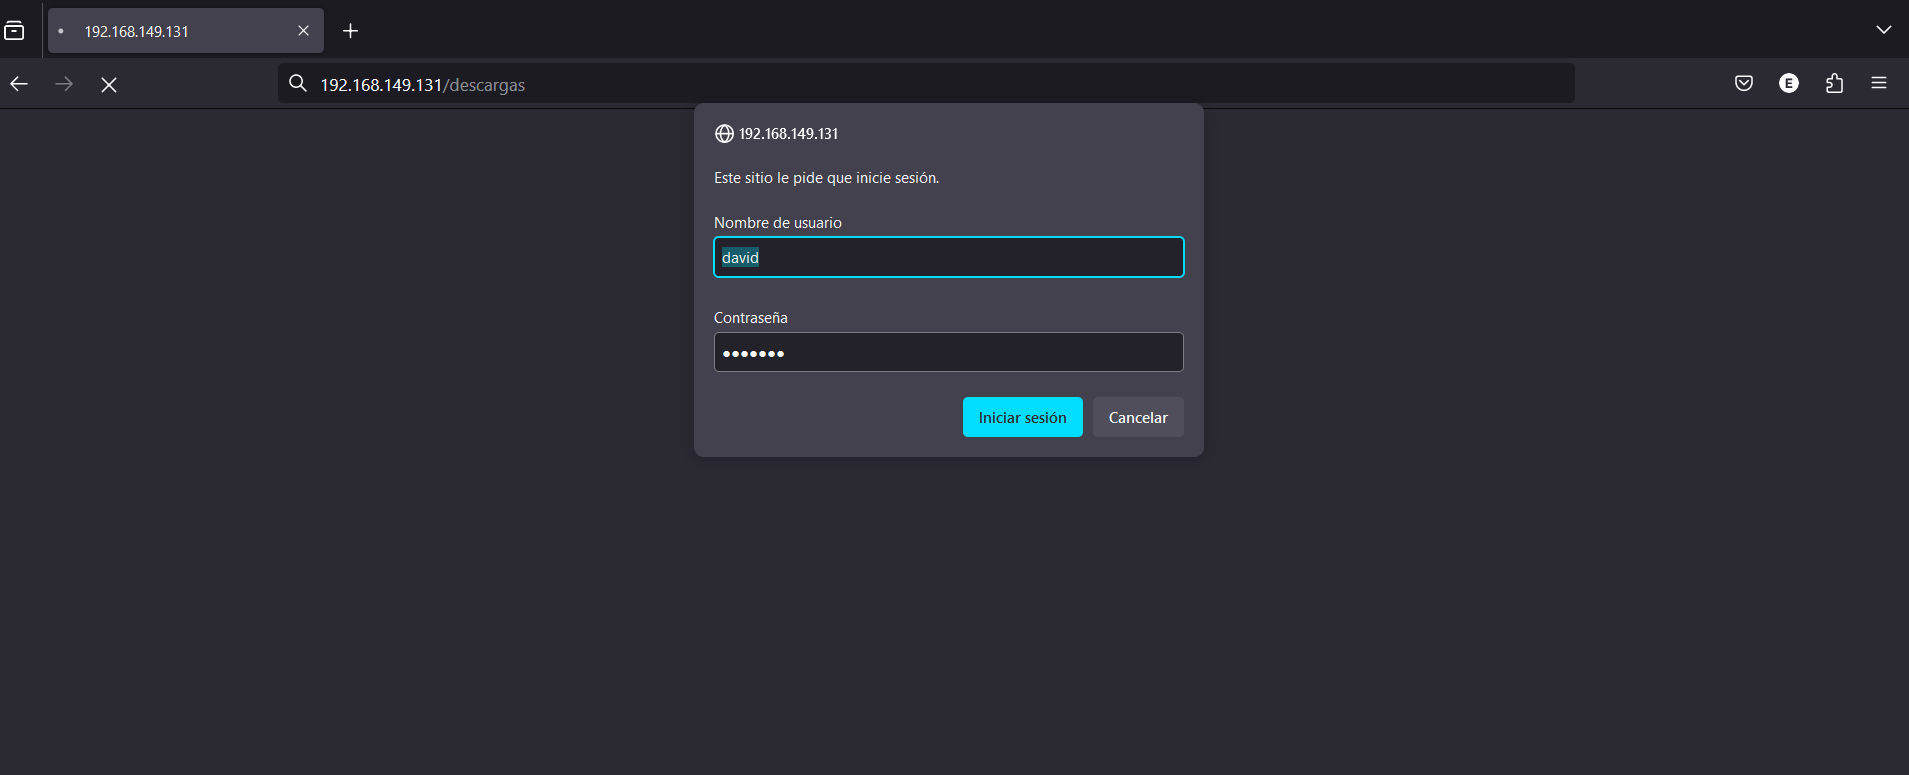 192.168.149.131
192.168.149.131/descargas
E
192.168.149.131
Este sitio le pide que inicie sesión.
Nombre de usuario
david
Contraseña
•••••••
Iniciar sesión
Cancelar